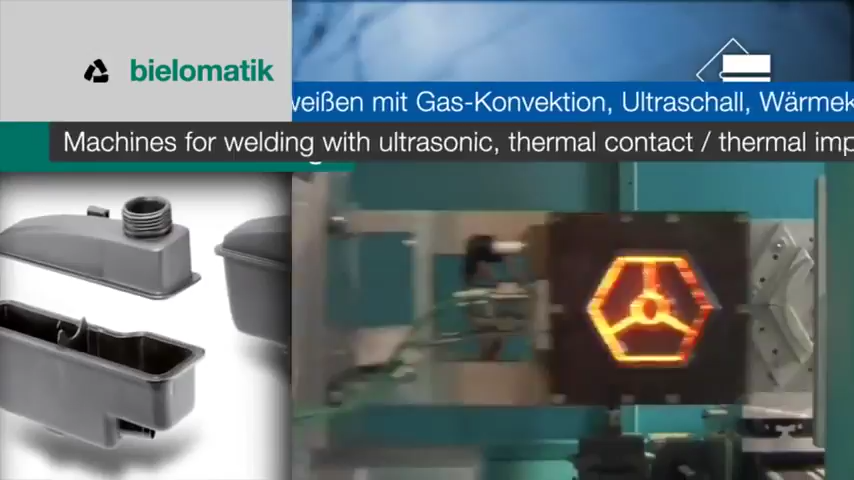 bielomatik
weißen mit Gas-Konvektion, Ultraschall, Wärmek
Machines for welding with ultrasonic, thermal contact / thermal imp